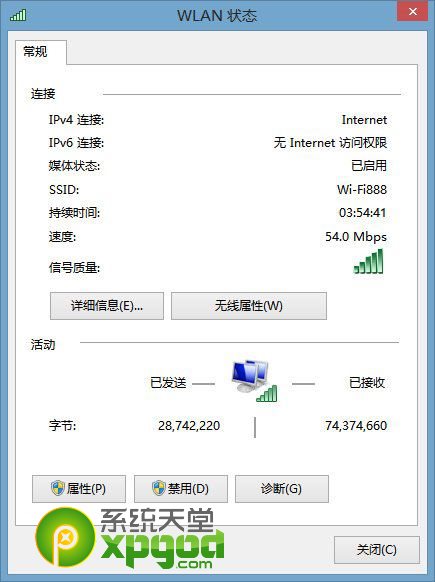 WLAN 状态
常规
连接
IPv4 连接: Internet
IPv6 连接: 无 Internet 访问权限
媒体状态: 已启用
SSID: Wi-Fi888
持续时间: 03:54:41
速度: 54.0 Mbps
信号质量:
详细信息(E)... 无线属性(W)
活动
已发送 已接收
字节: 28,742,220 74,374,660
属性(P) 禁用(D) 诊断(G)
系统天堂
xpgod.com
关闭(C)